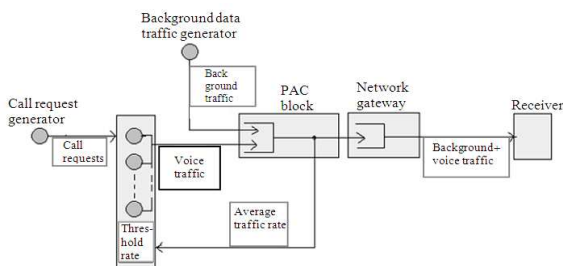 Background data
traffic generator
Back
ground
traffic
PAC
block
Network
gateway
Receiver
Call request
generator
Call
requests
Voice
traffic
Background+
voice traffic
Average
traffic rate
Thres-
hold
rate